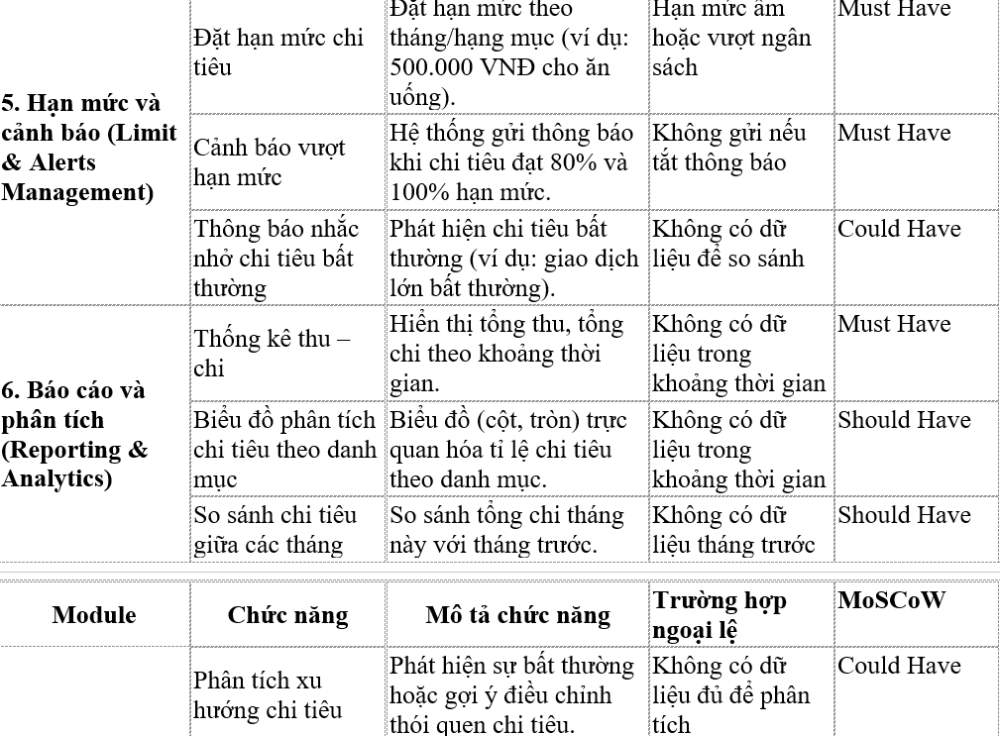 5. Hạn mức và
cảnh báo (Limit
& Alerts
Management)
Đặt hạn mức chi
tiêu
Đặt hạn mức theo
tháng/hạng mục (ví dụ:
500.000 VNĐ cho ăn
uống).
Hạn mức âm
hoặc vượt ngân
sách
Must Have
Cảnh báo vượt
hạn mức
Hệ thống gửi thông báo
khi chi tiêu đạt 80% và
100% hạn mức.
Không gửi nếu
tắt thông báo
Must Have
Thông báo nhắc
nhở chi tiêu bất
thường
Phát hiện chi tiêu bất
thường (ví dụ: giao dịch
lớn bất thường).
Không có dữ
liệu để so sánh
Could Have
6. Báo cáo và
phân tích
(Reporting &
Analytics)
Thống kê thu –
chi
Hiển thị tổng thu, tổng
chi theo khoảng thời
gian.
Không có dữ
liệu trong
khoảng thời gian
Must Have
Biểu đồ phân tích
chi tiêu theo danh
mục
Biểu đồ (cột, tròn) trực
quan hóa tỉ lệ chi tiêu
theo danh mục.
Không có dữ
liệu trong
khoảng thời gian
Should Have
So sánh chi tiêu
giữa các tháng
So sánh tổng chi tháng
này với tháng trước.
Không có dữ
liệu tháng trước
Should Have
Module
Chức năng
Mô tả chức năng
Trường hợp
ngoại lệ
MoSCoW
Phân tích xu
hướng chi tiêu
Phát hiện sự bất thường
hoặc gợi ý điều chỉnh
thói quen chi tiêu.
Không có dữ
liệu đủ để phân
tích
Could Have